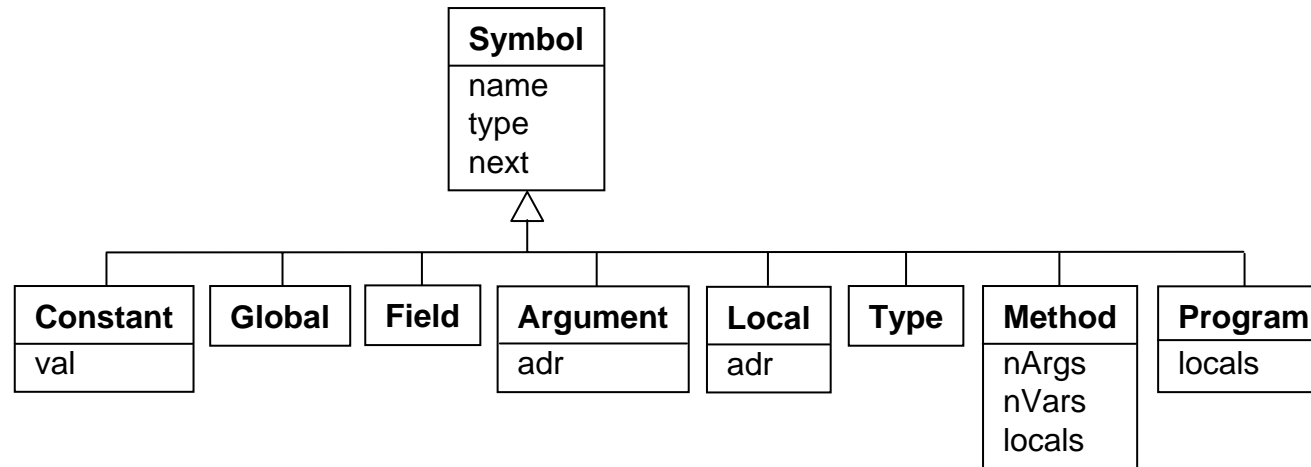 Symbol
name
type
next
Constant
val
Global
Field
Argument
adr
Local
adr
Type
Method
nArgs
nVars
locals
Program
locals